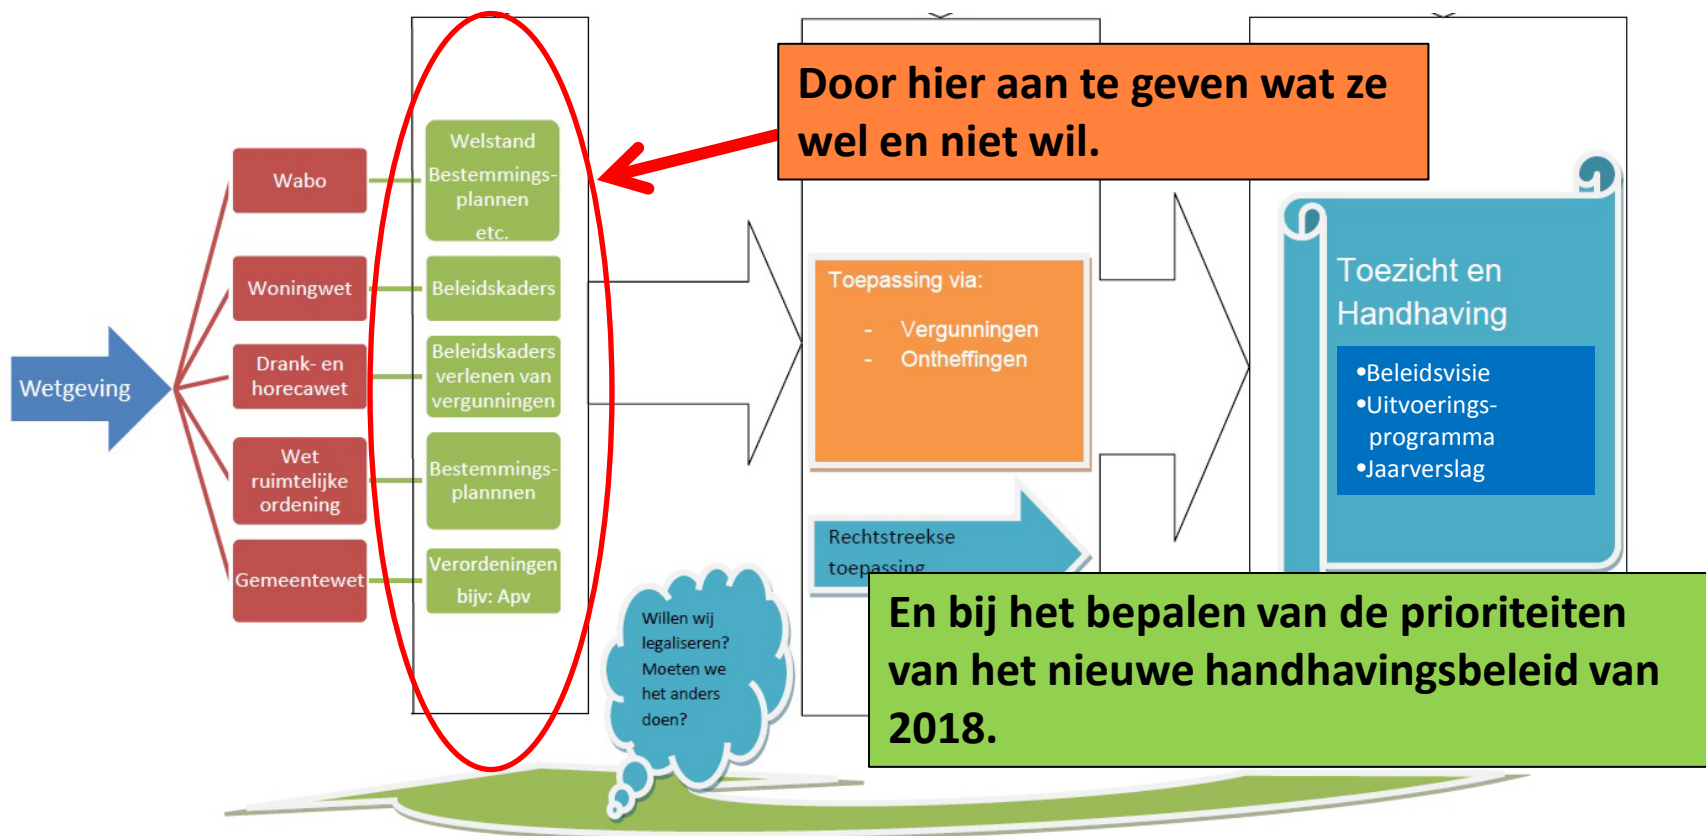 Door hier aan te geven wat ze
wel en niet wil.
Wetgeving
Wabo
Woningwet
Drank- en
horecawet
Wet
ruimtelijke
ordening
Gemeentewet
Welstand
Bestemmings-
plannen
etc.
Beleidskaders
Beleidskaders
verlenen van
vergunningen
Bestemmings-
plannnen
Verordeningen
bijv: Apv
Willen wij
legaliseren?
Moeten we
het anders
doen?
Toepassing via:
- Vergunningen
- Ontheffingen
Rechtstreekse
toepassing
Toezicht en
Handhaving
•Beleidsvisie
•Uitvoerings-
programma
•Jaarverslag
En bij het bepalen van de prioriteiten
van het nieuwe handhavingsbeleid van
2018.